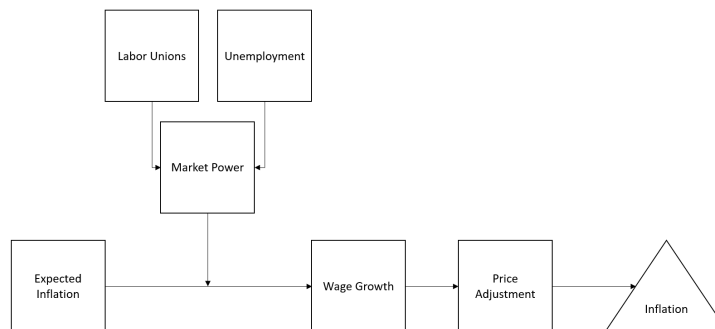 Labor Unions
Unemployment
Market Power
Expected
Inflation
Wage Growth
Price
Adjustment
Inflation